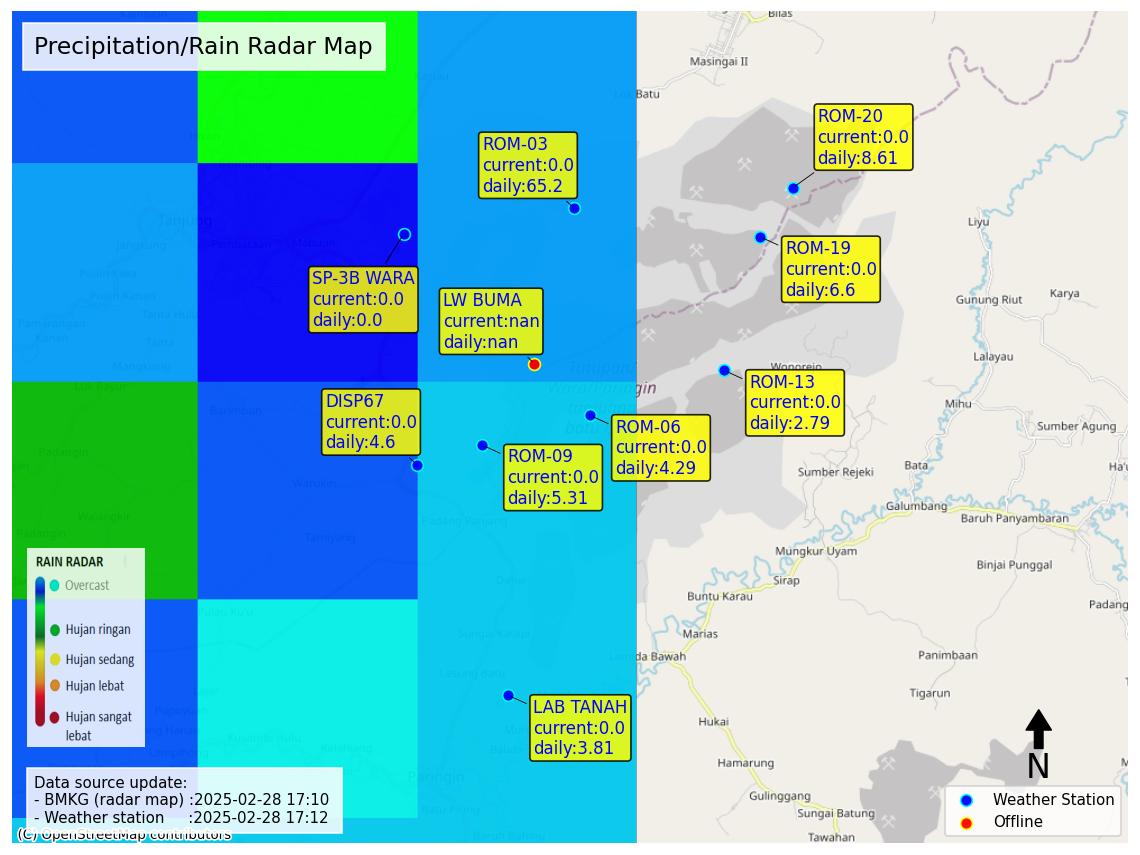 Precipitation/Rain Radar Map
Bilas
Masingai II
Batu
ROM-20
current:0.0
daily:8.61
ROM-03
current:0.0
daily:65.2
Tanjung
Liyu
ROM-19
current:0.0
daily:6.6
SP-3B WARA
current:0.0
daily:0.0
LW BUMA
current:nan
daily:nan
Gunung Riut
Karya
Lalayau
Wonorejo
ROM-13
current:0.0
daily:2.79
Mihu
DISP67
current:0.0
daily:4.6
ROM-06
current:0.0
daily:4.29
Sumber Agung
ROM-09
current:0.0
daily:5.31
Bata
Sumber Rejeki
Galumbang
Baruh Panyambaran
Padang Panjang
Mungkur Uyam
Binjai Punggal
Sirap
Buntu Karau
Padang
Marias
Bawah
Panimbaan
Tigarun
RAIN RADAR
Overcast
Hujan ringan
Hujan sedang
Hujan lebat
Hujan sangat
lebat
LAB TANAH
current:0.0
daily:3.81
Hukai
Hamarung
Paringin
N
Gulinggang
Sungai Batung
Tawahan
Data source update:
- BMKG (radar map) :2025-02-28 17:10
- Weather station :2025-02-28 17:12
Weather Station
Offline
(C) OpenStreetMap contributors